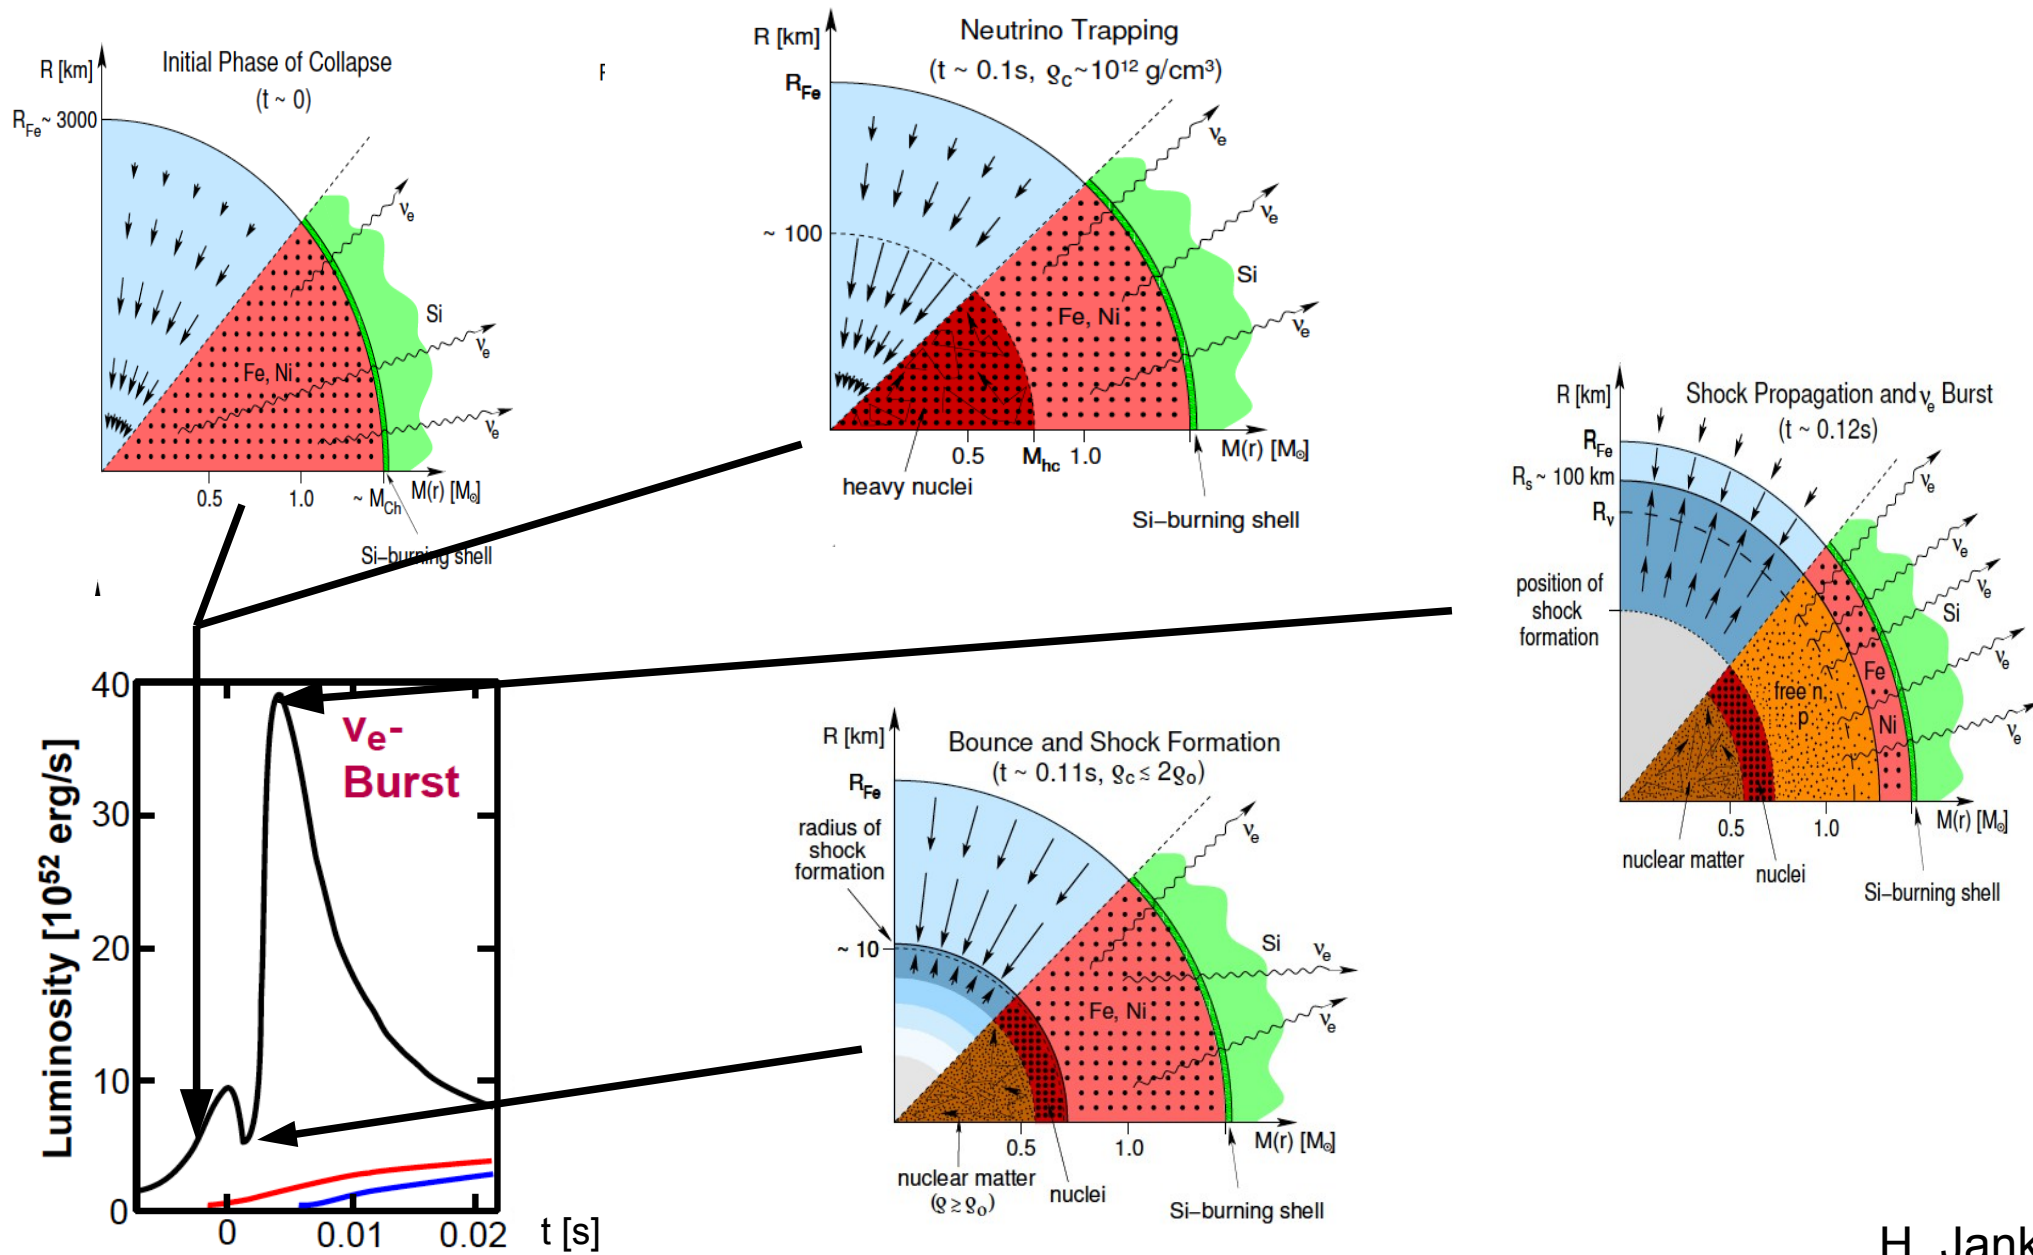 Initial Phase of Collapse
(t ~ 0)
R [km]
R_Fe ~ 3000
ν_e
Si
ν_e
Fe, Ni
ν_e
0.5
1.0
~ M_Ch
M(r) [M⊙]
Si−burning shell
Neutrino Trapping
(t ~ 0.1s, ϱ_c ~10¹² g/cm³)
R [km]
R_Fe
ν_e
ν_e
~ 100
Si
Fe, Ni
ν_e
0.5
M_hc
1.0
M(r) [M⊙]
heavy nuclei
Si−burning shell
Shock Propagation and ν_e Burst
(t ~ 0.12s)
R [km]
R_Fe
R_s ~ 100 km
R_ν
ν_e
ν_e
position of
shock
formation
ν_e
Si
ν_e
Fe
free n,
p
Ni
ν_e
0.5
1.0
M(r) [M⊙]
nuclear matter
nuclei
Si−burning shell
Bounce and Shock Formation
(t ~ 0.11s, ϱ_c ≲ 2ϱ_o)
R [km]
R_Fe
radius of
shock
formation
ν_e
~ 10
Si
ν_e
Fe, Ni
ν_e
0.5
1.0
M(r) [M⊙]
nuclear matter
(ϱ ≳ ϱ_o)
nuclei
Si−burning shell
Luminosity [10⁵² erg/s]
40
30
20
10
0
ν_e-
Burst
0
0.01
0.02
t [s]
H. Jank